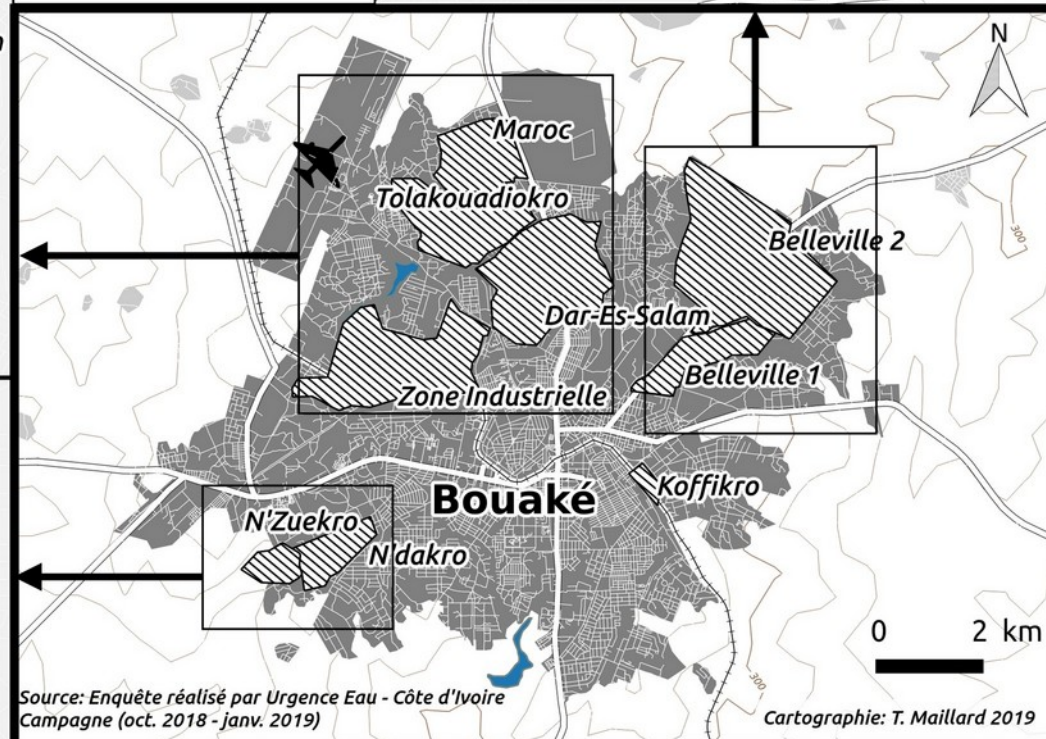 N
Maroc
Tolakouadiokro
Belleville 2
Dar-Es-Salam
Belleville 1
Zone Industrielle
Koffikro
Bouaké
N'Zuekro
N'dakro
0 2 km
300
300
Source: Enquête réalisé par Urgence Eau - Côte d'Ivoire
Campagne (oct. 2018 - janv. 2019)
Cartographie: T. Maillard 2019